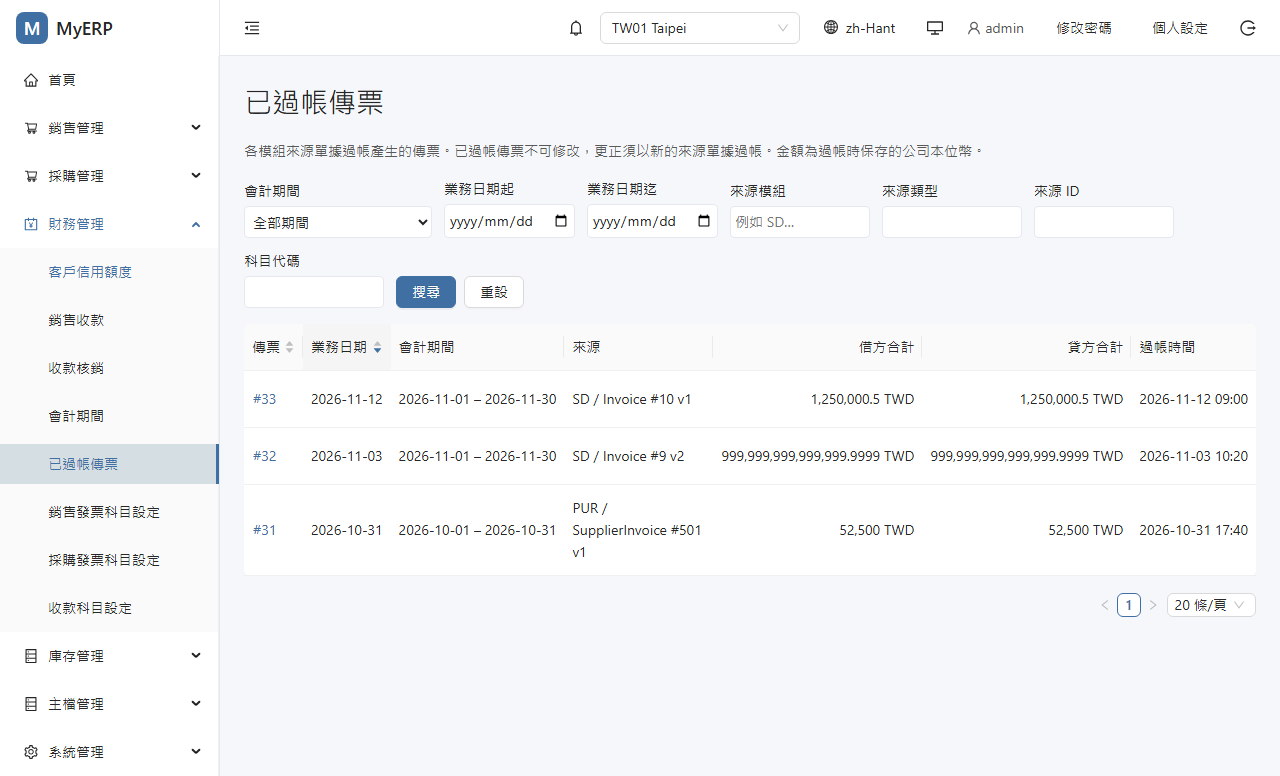 M MyERP
TW01 Taipei
zh-Hant
admin
修改密碼
個人設定
首頁
銷售管理
採購管理
財務管理
客戶信用額度
銷售收款
收款核銷
會計期間
已過帳傳票
銷售發票科目設定
採購發票科目設定
收款科目設定
庫存管理
主檔管理
系統管理
已過帳傳票
各模組來源單據過帳產生的傳票。已過帳傳票不可修改，更正須以新的來源單據過帳。金額為過帳時保存的公司本位幣。
會計期間 業務日期起 業務日期迄 來源模組 來源類型 來源 ID
全部期間 yyyy/mm/dd yyyy/mm/dd 例如 SD...
科目代碼
搜尋 重設
傳票 業務日期 會計期間 來源 借方合計 貸方合計 過帳時間
#33 2026-11-12 2026-11-01 – 2026-11-30 SD / Invoice #10 v1 1,250,000.5 TWD 1,250,000.5 TWD 2026-11-12 09:00
#32 2026-11-03 2026-11-01 – 2026-11-30 SD / Invoice #9 v2 999,999,999,999,999.9999 TWD 999,999,999,999,999.9999 TWD 2026-11-03 10:20
#31 2026-10-31 2026-10-01 – 2026-10-31 PUR / SupplierInvoice #501 v1 52,500 TWD 52,500 TWD 2026-10-31 17:40
1 20 條/頁